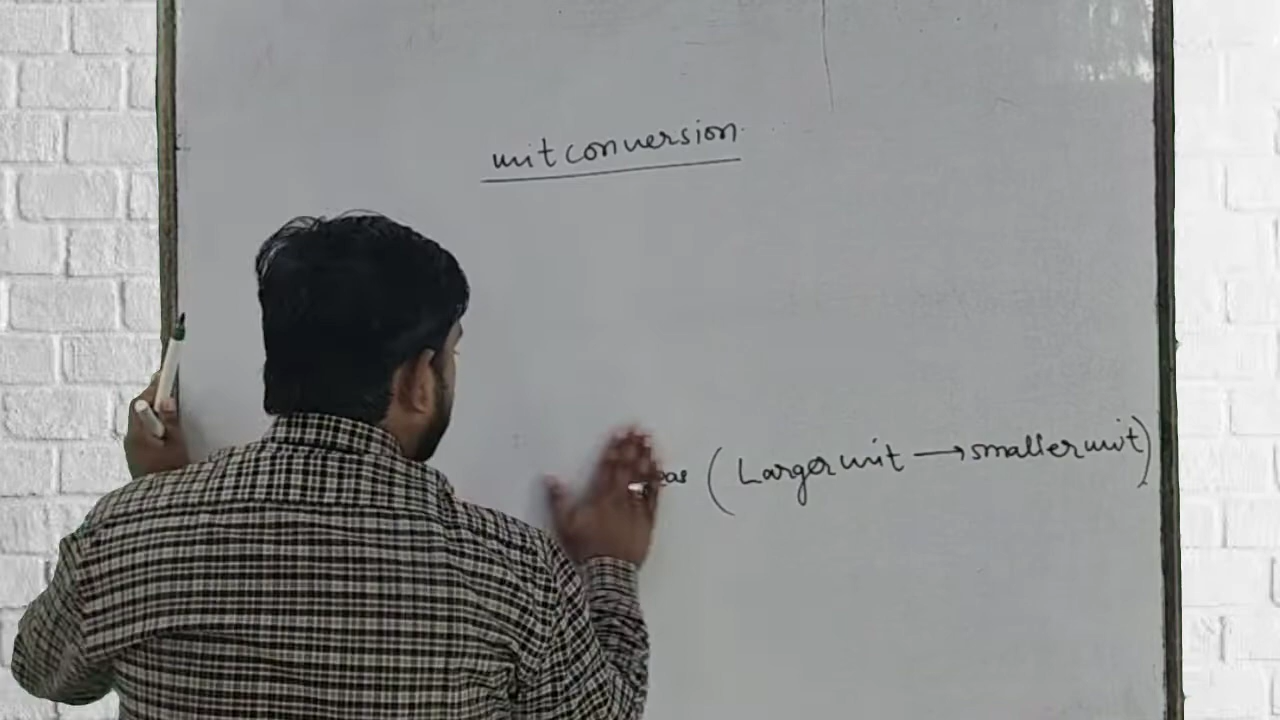 unit conversion
(Larger unit → smaller unit)